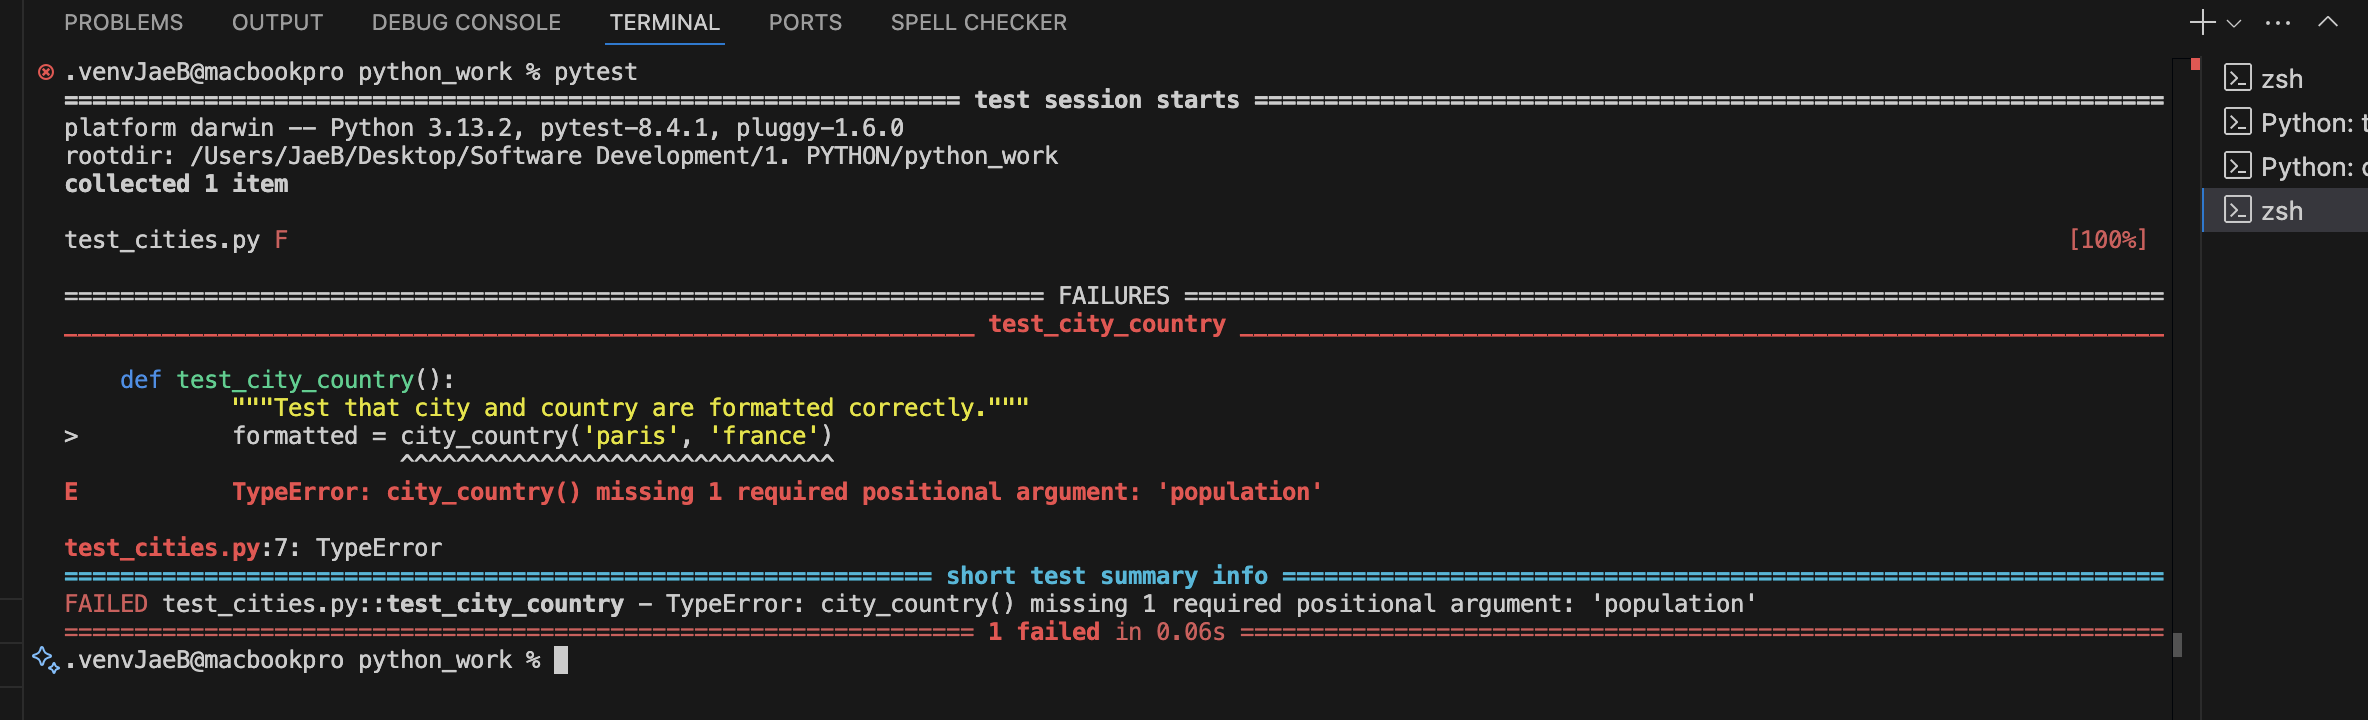 PROBLEMS OUTPUT DEBUG CONSOLE TERMINAL PORTS SPELL CHECKER
.venvJaeB@macbookpro python_work % pytest
================================================================ test session starts =================================================================
platform darwin -- Python 3.13.2, pytest-8.4.1, pluggy-1.6.0
rootdir: /Users/JaeB/Desktop/Software Development/1. PYTHON/python_work
collected 1 item
test_cities.py F [100%]
====================================================================== FAILURES ======================================================================
_________________________________________________________________ test_city_country __________________________________________________________________
def test_city_country():
"""Test that city and country are formatted correctly."""
> formatted = city_country('paris', 'france')
^^^^^^^^^^^^^^^^^^^^^^^^^^^^^^^
E TypeError: city_country() missing 1 required positional argument: 'population'
test_cities.py:7: TypeError
============================================================== short test summary info ===============================================================
FAILED test_cities.py::test_city_country - TypeError: city_country() missing 1 required positional argument: 'population'
================================================================= 1 failed in 0.06s ==================================================================
.venvJaeB@macbookpro python_work %
zsh
Python: t
Python: c
zsh